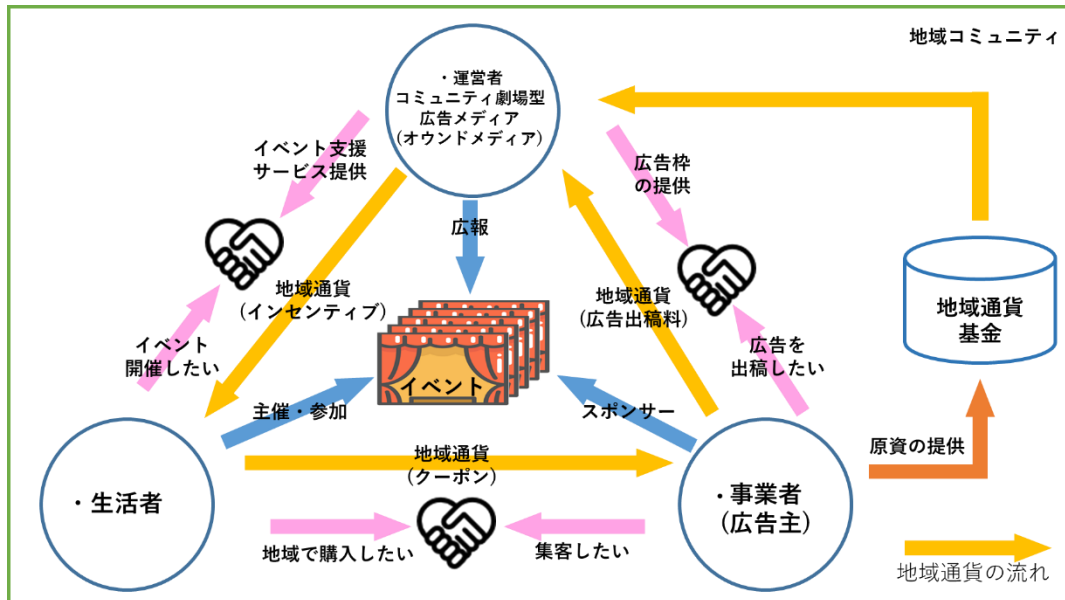 地域コミュニティ
・運営者
コミュニティ劇場型
広告メディア
(オウンドメディア)
イベント支援
サービス提供
広告枠
の提供
広報
地域通貨
(インセンティブ)
地域通貨
(広告出稿料)
地域通貨
基金
イベント
開催したい
イベント
広告を
出稿したい
主催・参加
スポンサー
地域通貨
(クーポン)
原資の提供
・生活者
・事業者
(広告主)
地域で購入したい
集客したい
地域通貨の流れ